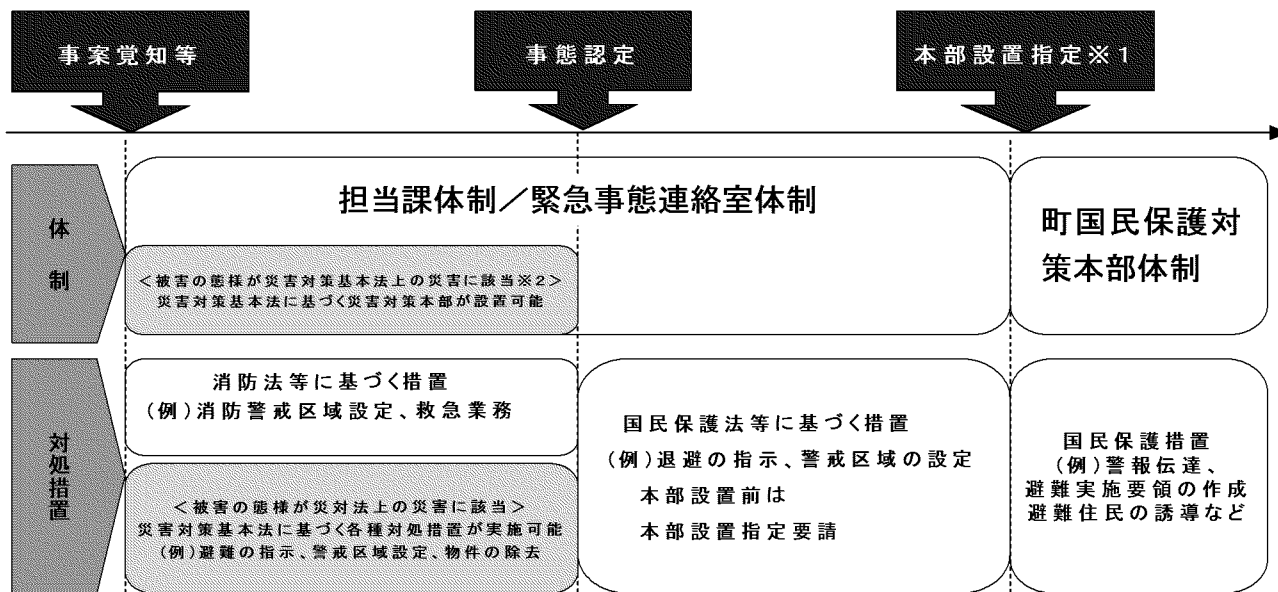 事案覚知等
事態認定
本部設置指定※1
体制
担当課体制／緊急事態連絡室体制
＜被害の態様が災害対策基本法上の災害に該当※2＞
災害対策基本法に基づく災害対策本部が設置可能
町国民保護対
策本部体制
対処措置
消防法等に基づく措置
(例)消防警戒区域設定、救急業務
＜被害の態様が災対法上の災害に該当＞
災害対策基本法に基づく各種対処措置が実施可能
(例)避難の指示、警戒区域設定、物件の除去
国民保護法等に基づく措置
(例)退避の指示、警戒区域の設定
本部設置前は
本部設置指定要請
国民保護措置
(例)警報伝達、
避難実施要領の作成
避難住民の誘導など